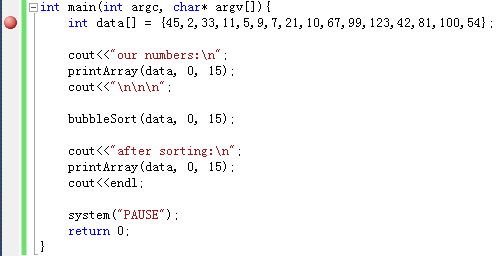 int main(int argc, char* argv[]){
int data[] = {45,2,33,11,5,9,7,21,10,67,99,123,42,81,100,54};
cout<<"our numbers:\n";
printArray(data, 0, 15);
cout<<"\n\n\n";
bubbleSort(data, 0, 15);
cout<<"after sorting:\n";
printArray(data, 0, 15);
cout<<endl;
system("PAUSE");
return 0;
}